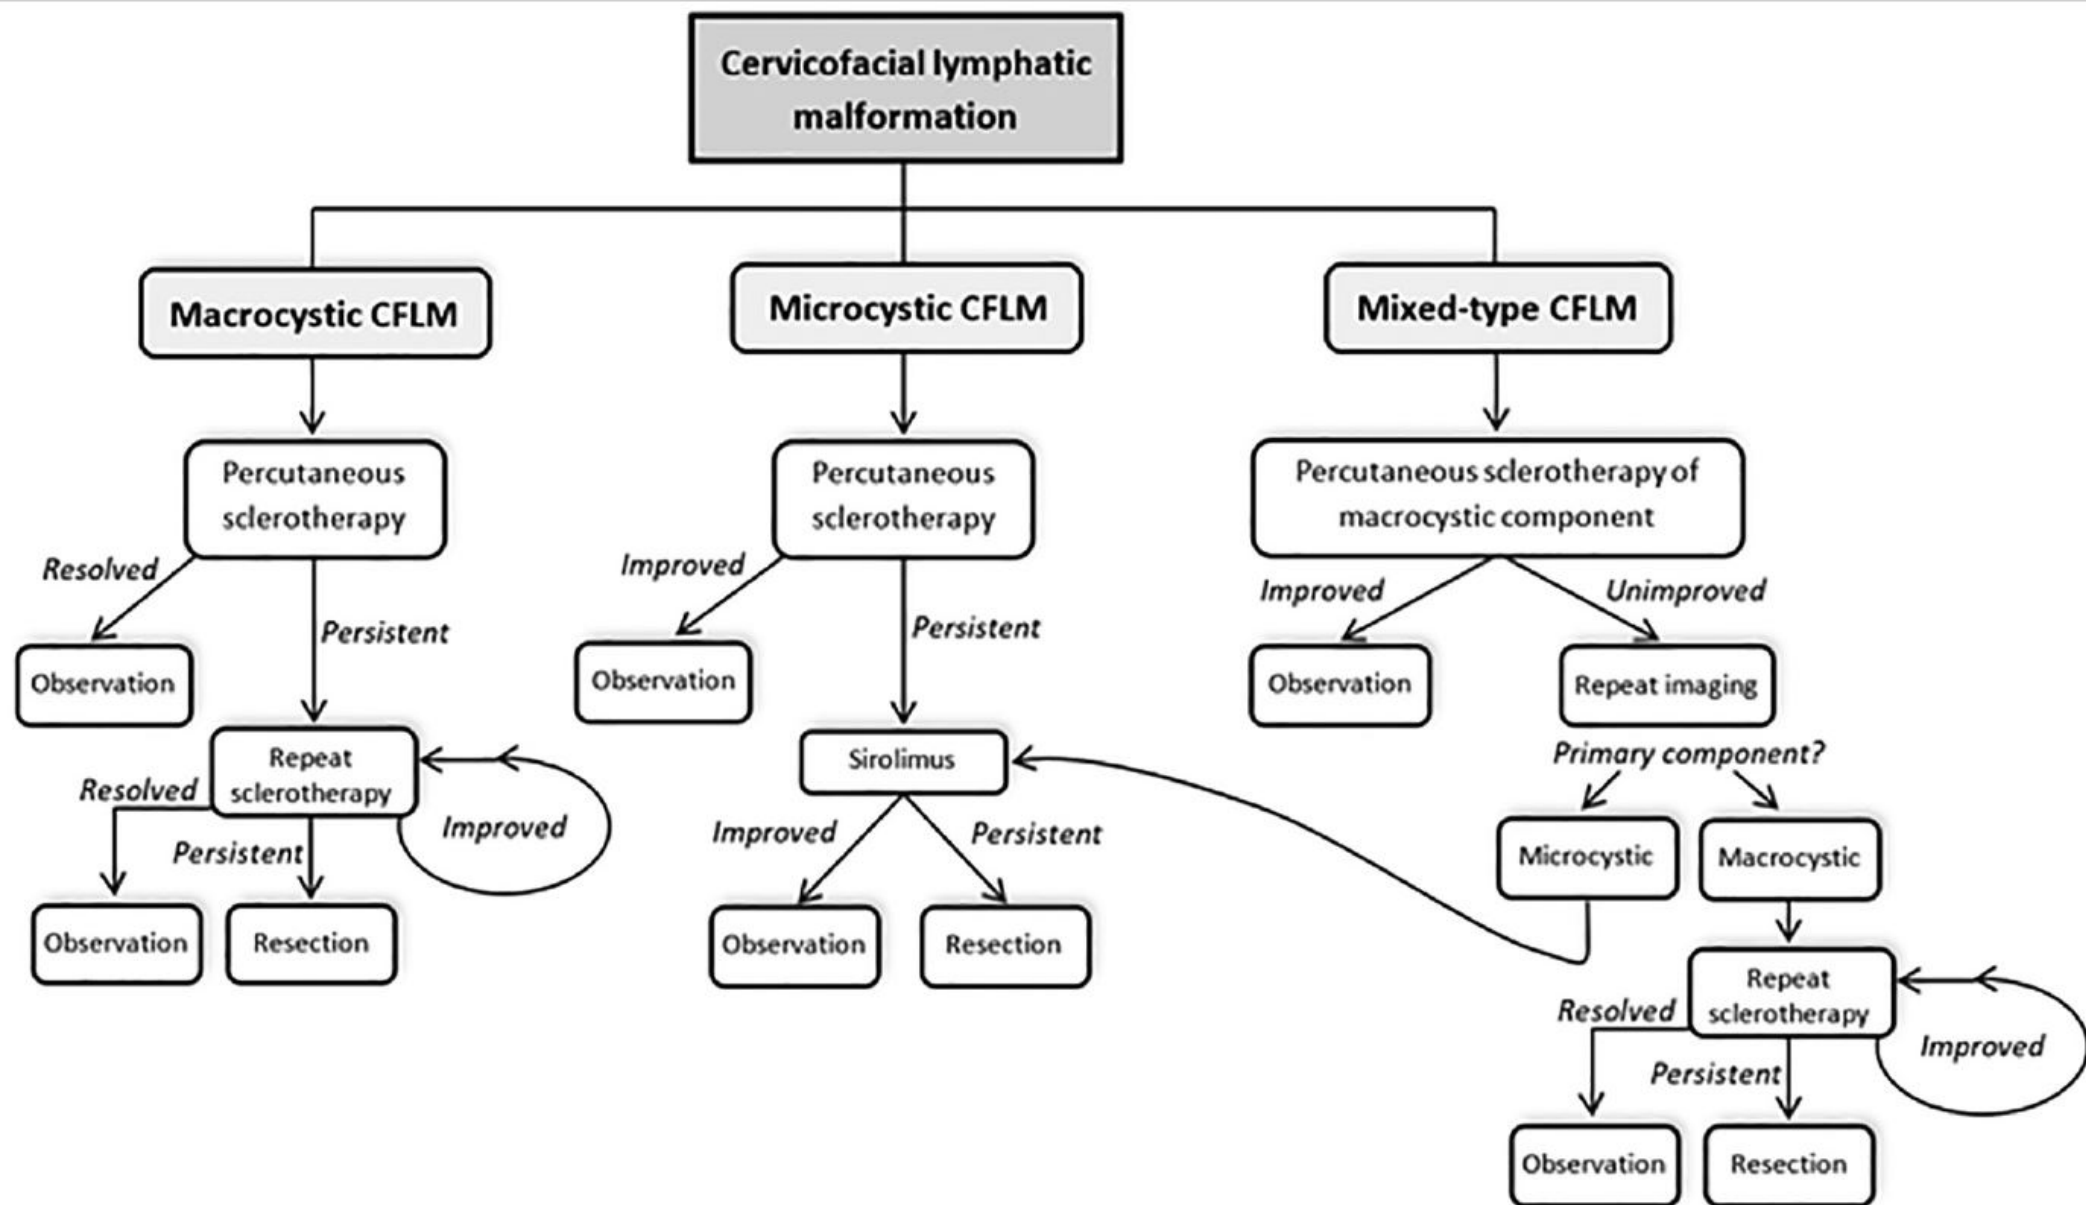 Cervicofacial lymphatic
malformation
Macrocystic CFLM
Microcystic CFLM
Mixed-type CFLM
Percutaneous
sclerotherapy
Percutaneous
sclerotherapy
Percutaneous sclerotherapy of
macrocystic component
Resolved
Persistent
Improved
Persistent
Improved
Unimproved
Observation
Observation
Observation
Repeat imaging
Repeat
sclerotherapy
Sirolimus
Primary component?
Resolved
Persistent
Improved
Improved
Persistent
Microcystic
Macrocystic
Observation
Resection
Observation
Resection
Repeat
sclerotherapy
Resolved
Persistent
Improved
Observation
Resection